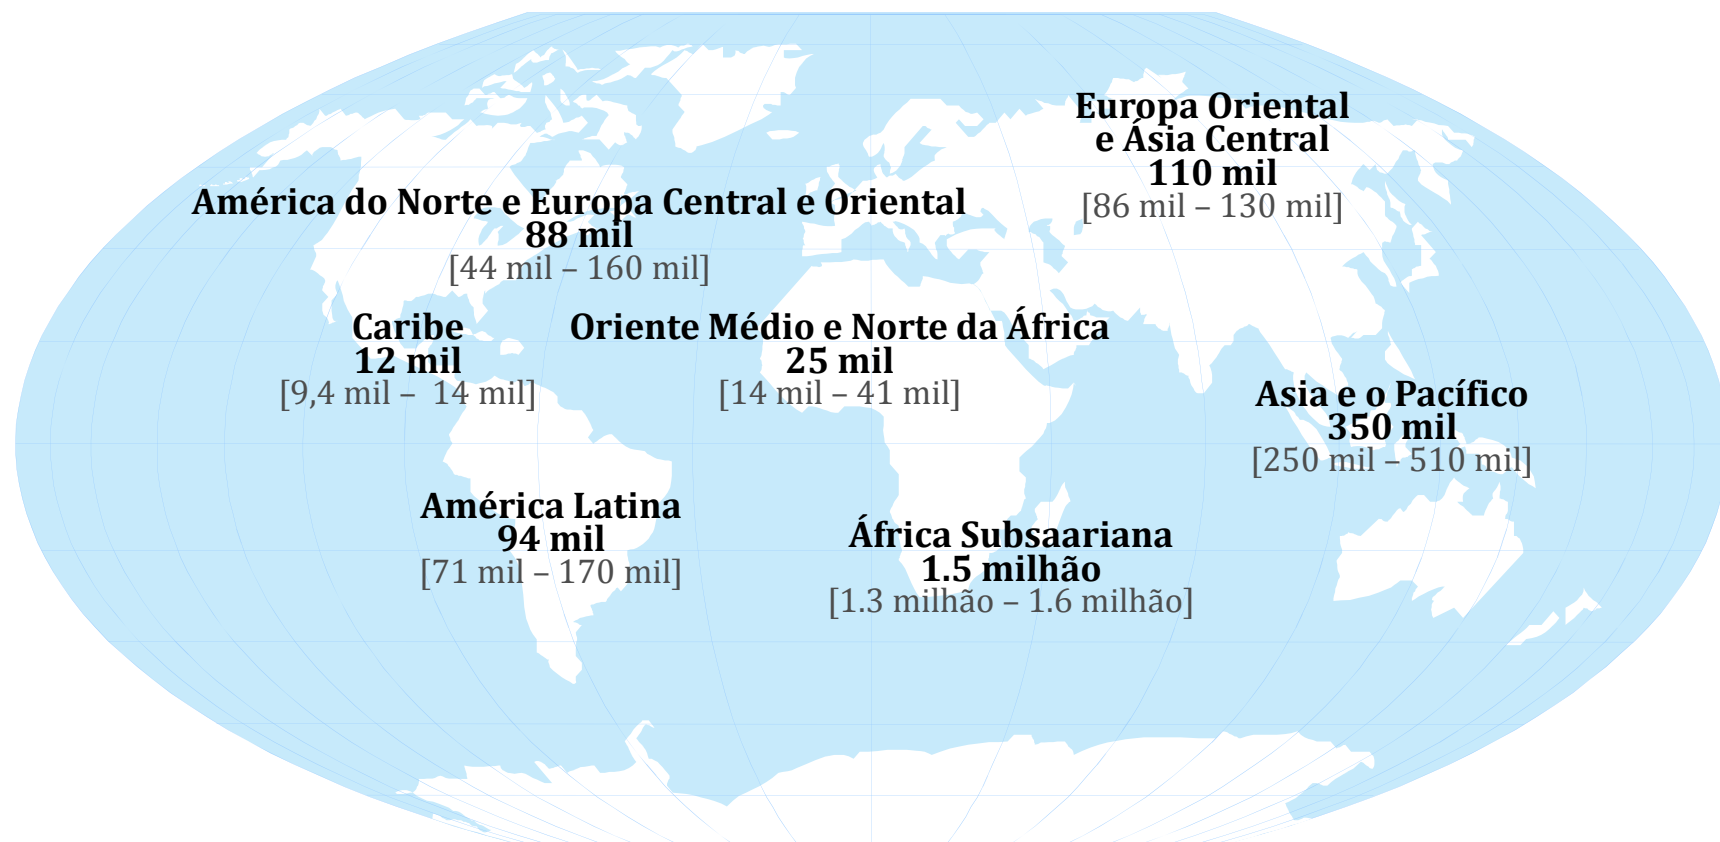 Europa Oriental
e Ásia Central
110 mil
[86 mil – 130 mil]
América do Norte e Europa Central e Oriental
88 mil
[44 mil – 160 mil]
Caribe
12 mil
[9,4 mil – 14 mil]
Oriente Médio e Norte da África
25 mil
[14 mil – 41 mil]
Asia e o Pacífico
350 mil
[250 mil – 510 mil]
América Latina
94 mil
[71 mil – 170 mil]
África Subsaariana
1.5 milhão
[1.3 milhão – 1.6 milhão]